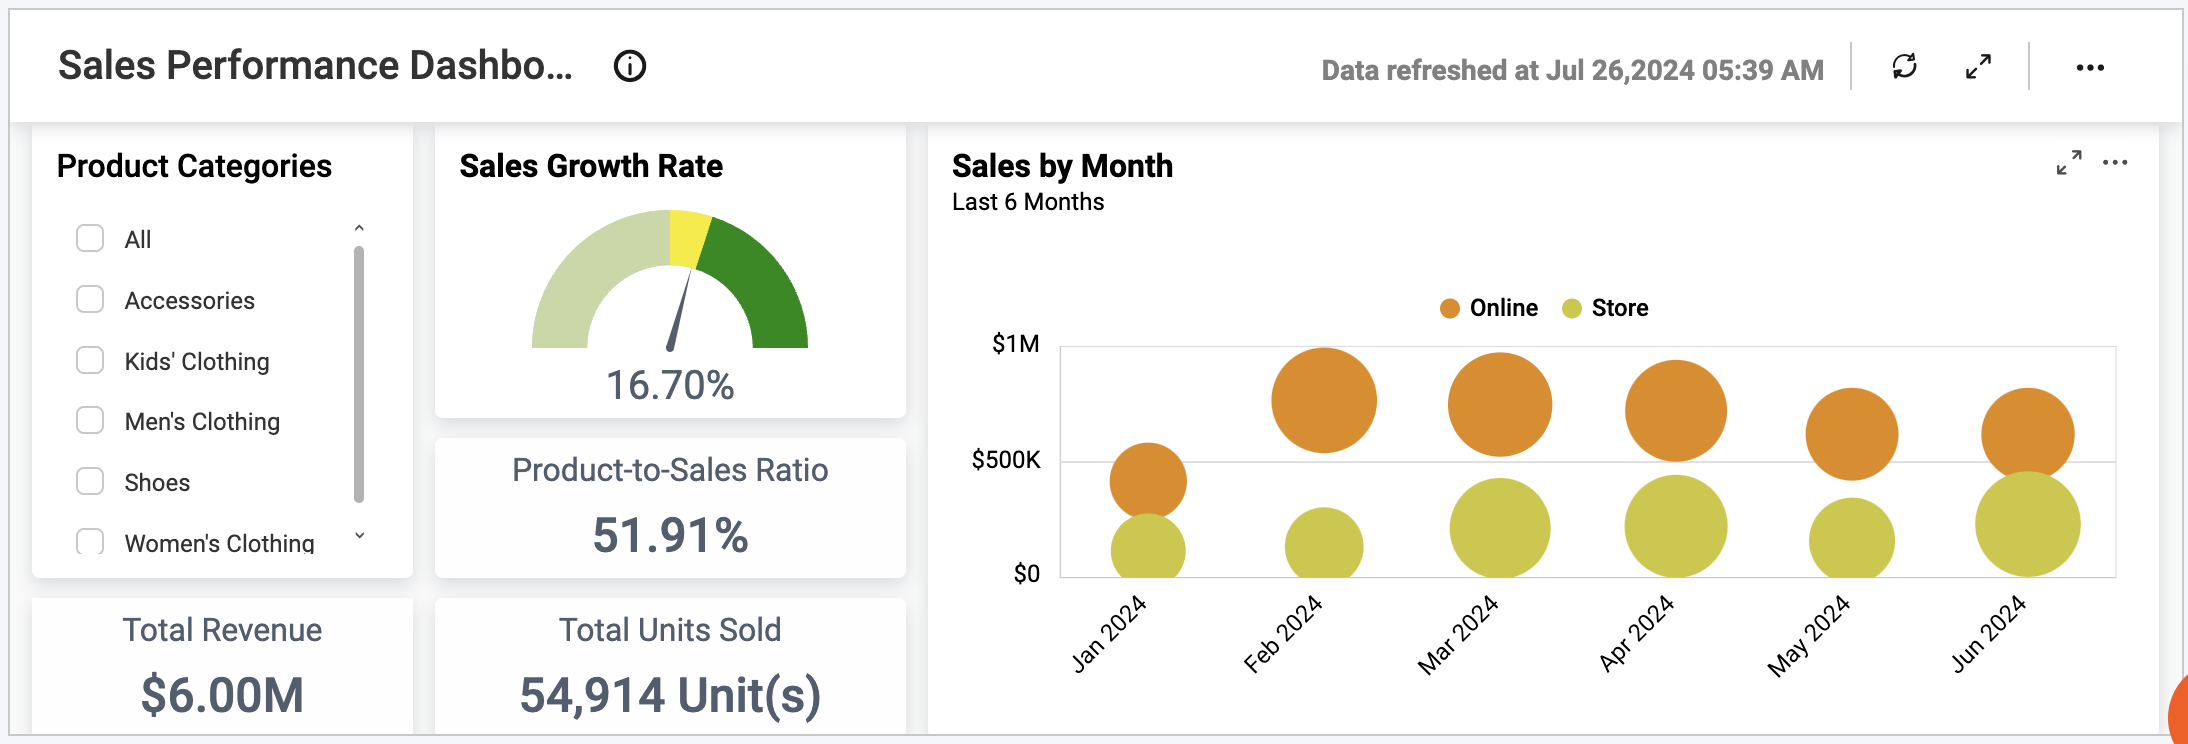 Sales Performance Dashbo...
Data refreshed at Jul 26,2024 05:39 AM
Product Categories
All
Accessories
Kids' Clothing
Men's Clothing
Shoes
Women's Clothing
Sales Growth Rate
16.70%
Product-to-Sales Ratio
51.91%
Total Revenue
$6.00M
Total Units Sold
54,914 Unit(s)
Sales by Month
Last 6 Months
Online Store
$1M
$500K
$0
Jan 2024 Feb 2024 Mar 2024 Apr 2024 May 2024 Jun 2024